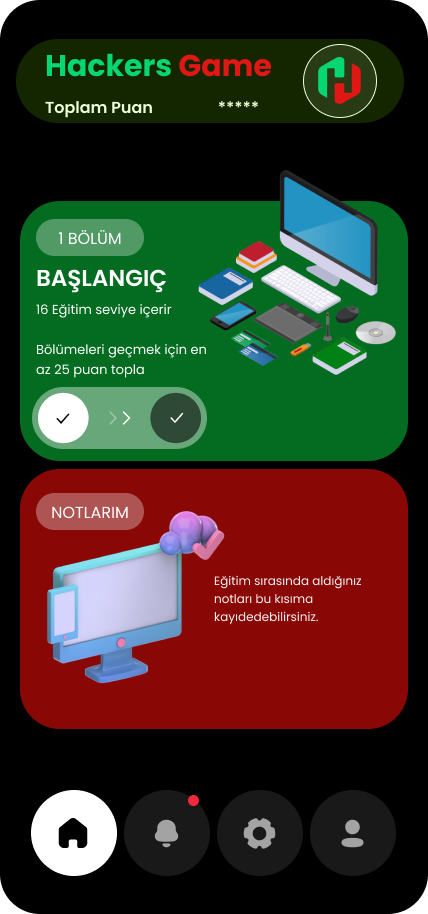 Hackers Game
Toplam Puan *****
1 BÖLÜM
BAŞLANGIÇ
16 Eğitim seviye içerir
Bölümeleri geçmek için en
az 25 puan topla
NOTLARIM
Eğitim sırasında aldığınız
notları bu kısıma
kayıdedebilirsiniz.